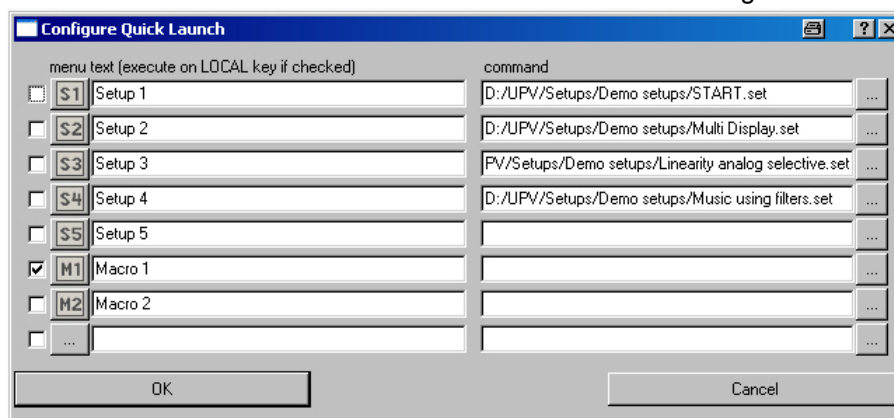 Configure Quick Launch ?
menu text (execute on LOCAL key if checked) command
S1 Setup 1 D:/UPV/Setups/Demo setups/START.set ...
S2 Setup 2 D:/UPV/Setups/Demo setups/Multi Display.set ...
S3 Setup 3 PV/Setups/Demo setups/Linearity analog selective.set ...
S4 Setup 4 D:/UPV/Setups/Demo setups/Music using filters.set ...
S5 Setup 5 ...
M1 Macro 1 ...
M2 Macro 2 ...
... ...
OK Cancel